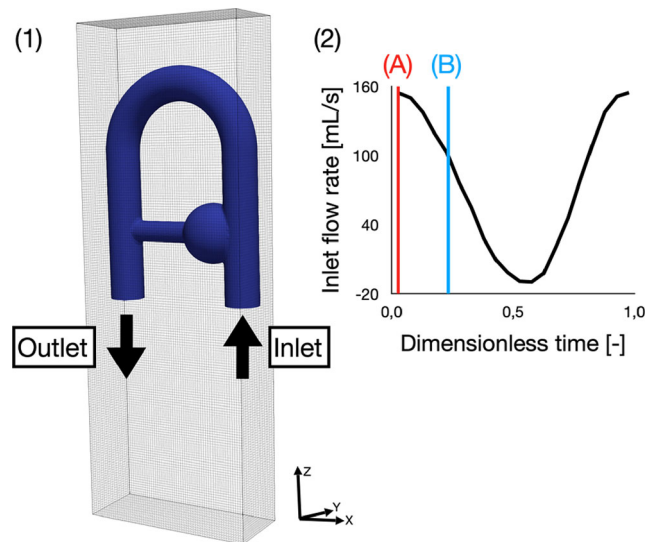 (1)
(2)
(A)
(B)
Inlet flow rate [mL/s]
160
100
40
-20
0,0
0,5
1,0
Dimensionless time [-]
Outlet
Inlet
Z
Y
X